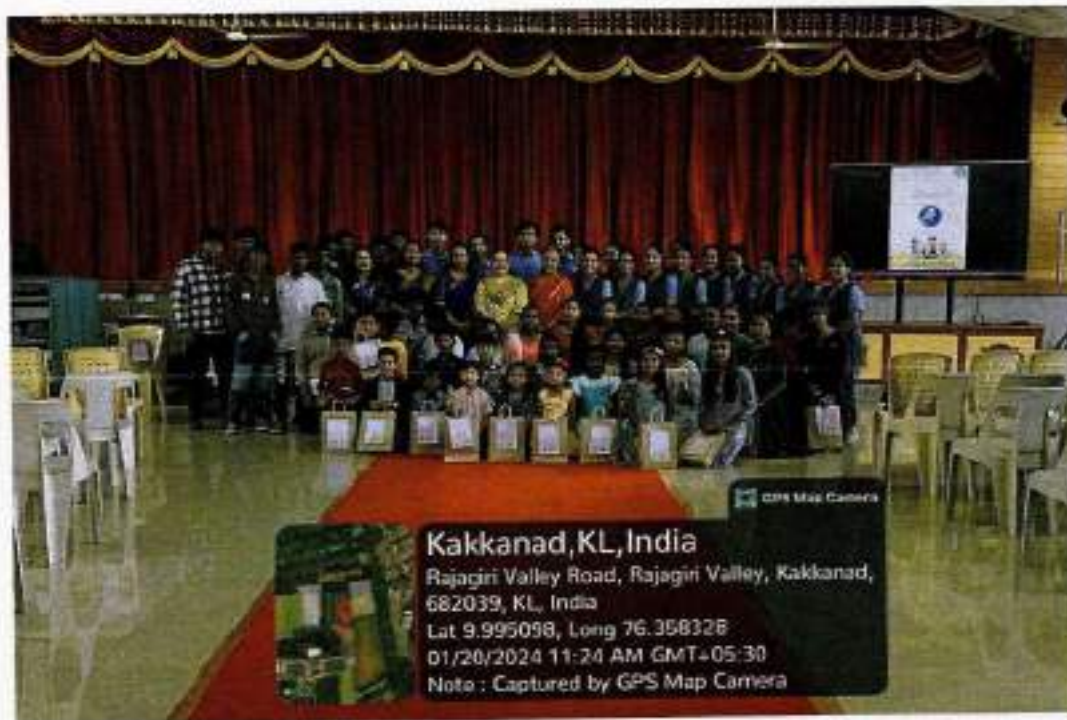 GPS Map Camera
Kakkanad,KL,India
Rajagiri Valley Road, Rajagiri Valley, Kakkanad,
682039, KL, India
Lat 9.995098, Long 76.358328
01/20/2024 11:24 AM GMT+05:30
Note : Captured by GPS Map Camera